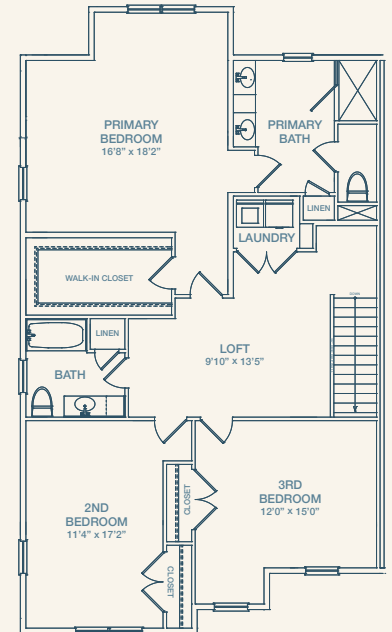 PRIMARY
BEDROOM
16'8" x 18'2"
PRIMARY
BATH
LINEN
LAUNDRY
WALK-IN CLOSET
LINEN
BATH
LOFT
9'10" x 13'5"
2ND
BEDROOM
11'4" x 17'2"
CLOSET
CLOSET
3RD
BEDROOM
12'0" x 15'0"